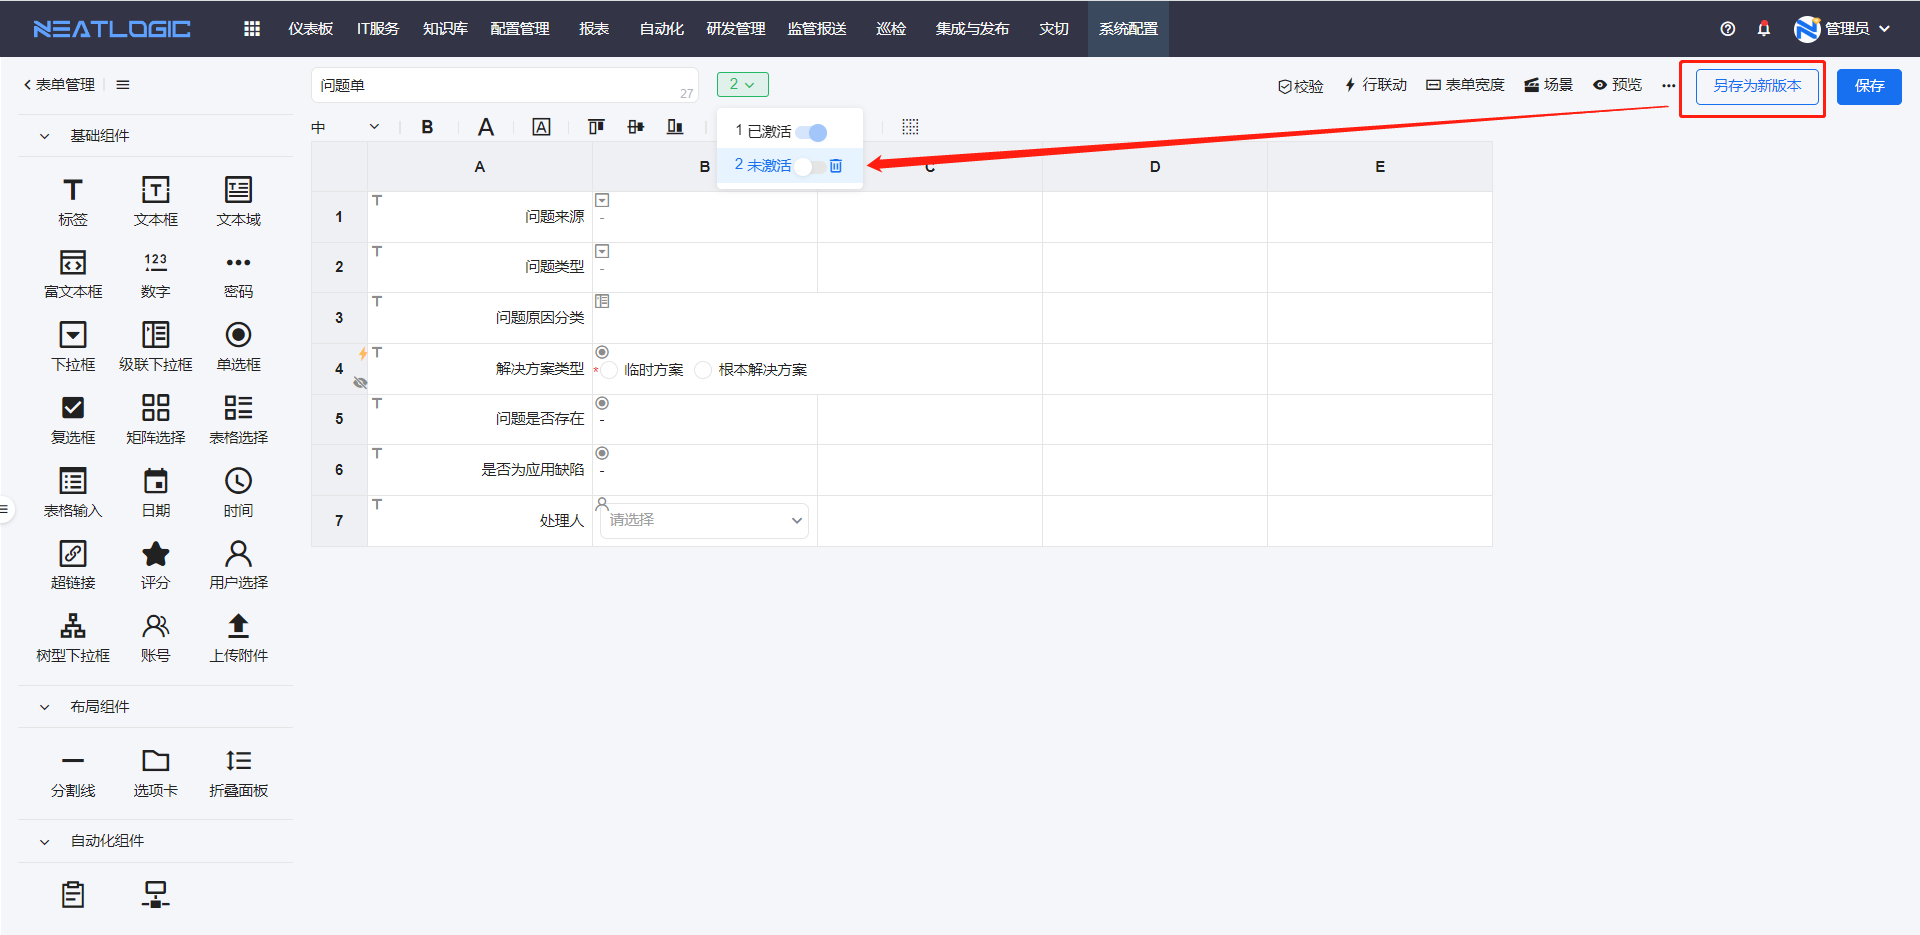 NEATLOGIC 仪表板 IT服务 知识库 配置管理 报表 自动化 研发管理 监管报送 巡检 集成与发布 灾切 系统配置 管理员
表单管理 问题单 27 2 校验 行联动 表单宽度 场景 预览 另存为新版本 保存
中 B A A
1 已激活
2 未激活
基础组件
标签 文本框 文本域
富文本框 123 数字 密码
下拉框 级联下拉框 单选框
复选框 矩阵选择 表格选择
表格输入 日期 时间
超链接 评分 用户选择
树型下拉框 账号 上传附件
布局组件
分割线 选项卡 折叠面板
自动化组件
A B C D E
1 问题来源 -
2 问题类型 -
3 问题原因分类
4 解决方案类型 * 临时方案 根本解决方案
5 问题是否存在 -
6 是否为应用缺陷 -
7 处理人 请选择